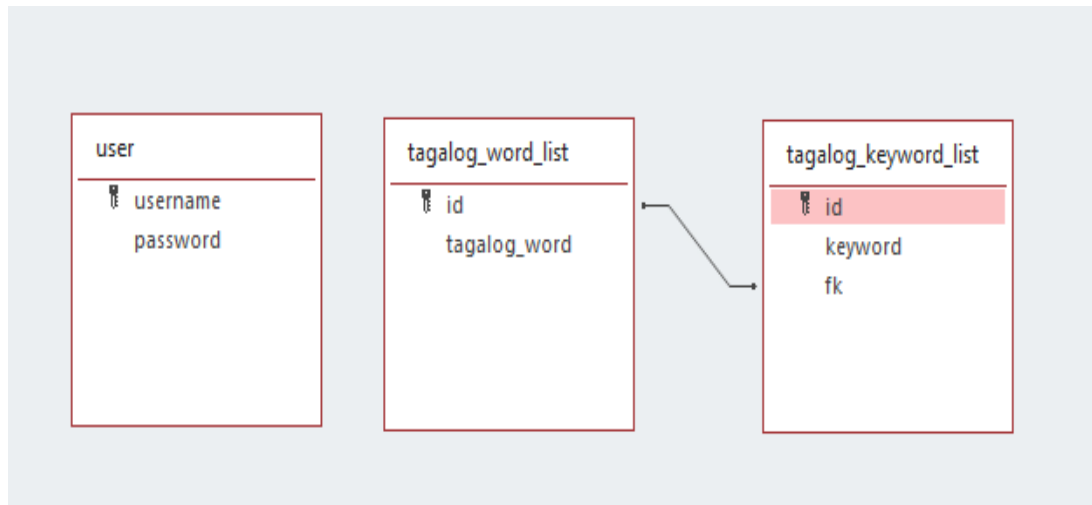 user
username
password
tagalog_word_list
id
tagalog_word
tagalog_keyword_list
id
keyword
fk